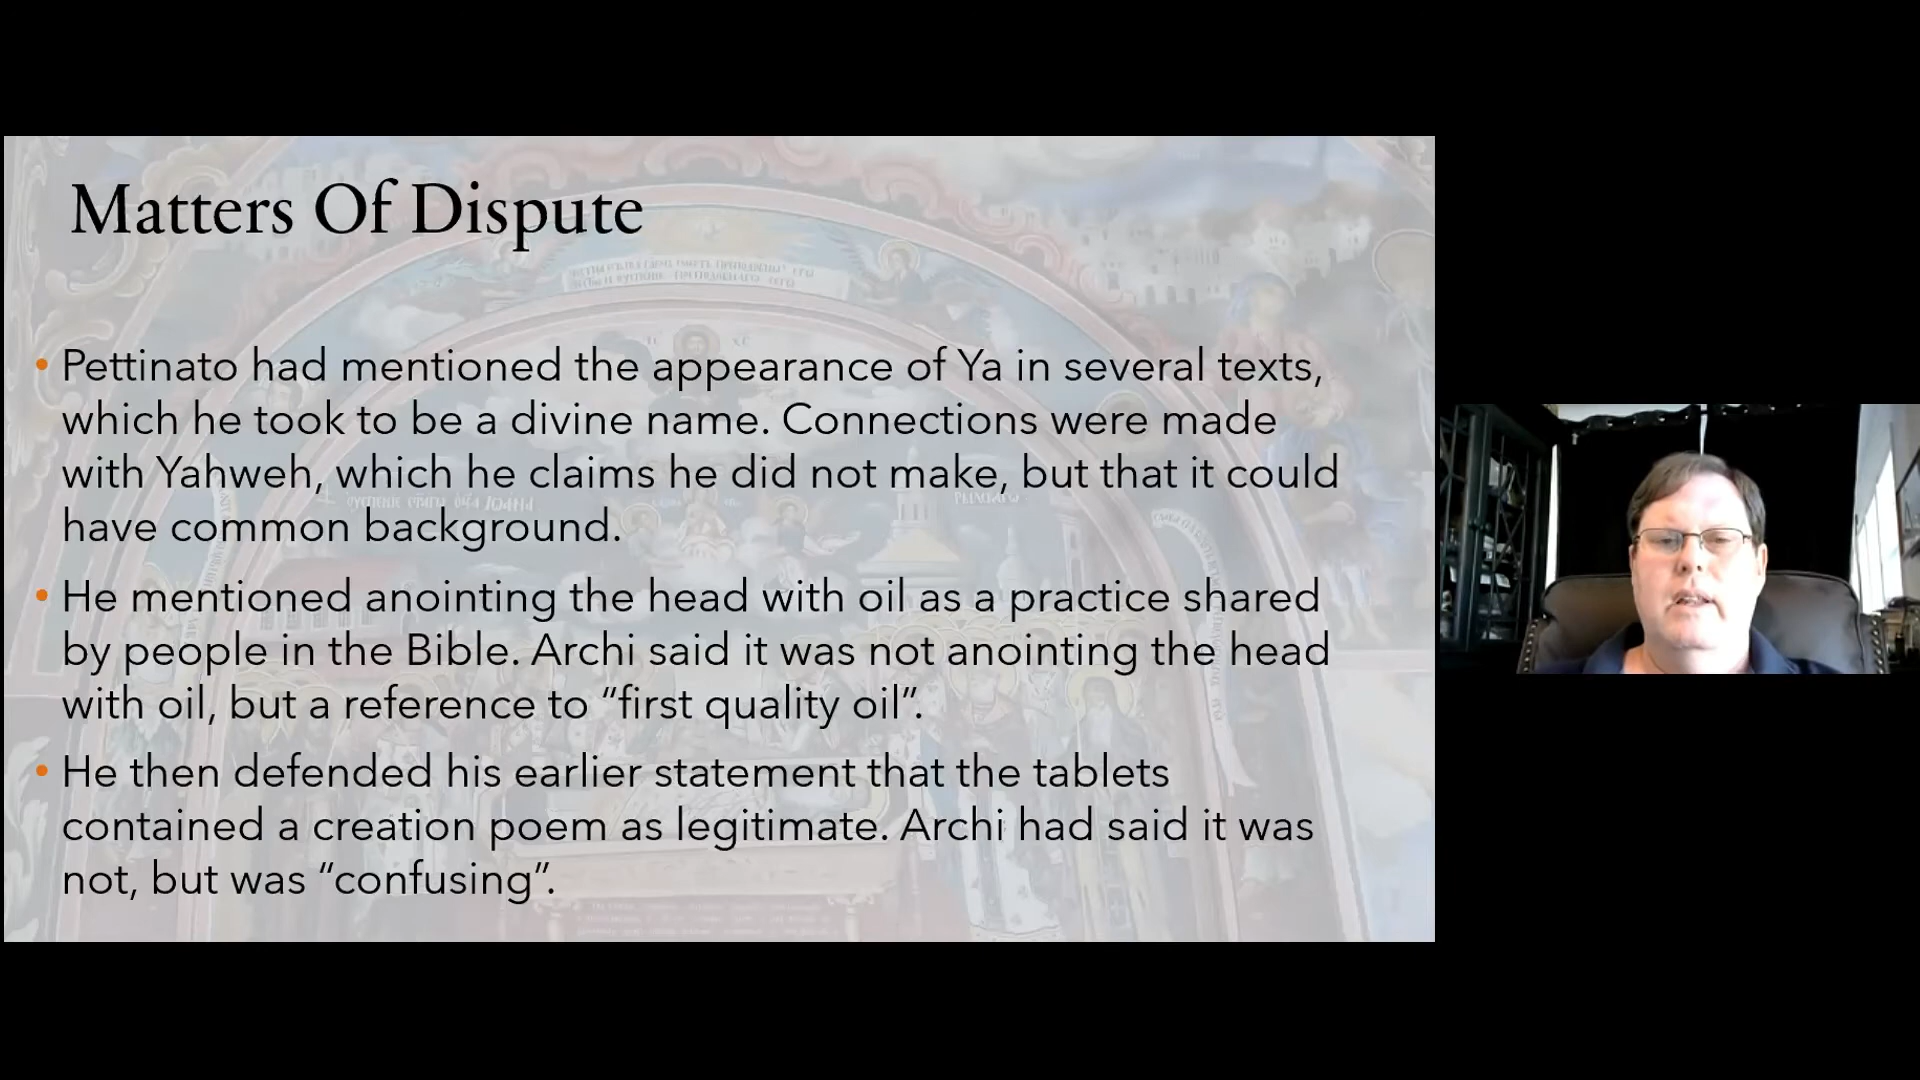 Matters Of Dispute
• Pettinato had mentioned the appearance of Ya in several texts,
which he took to be a divine name. Connections were made
with Yahweh, which he claims he did not make, but that it could
have common background.
• He mentioned anointing the head with oil as a practice shared
by people in the Bible. Archi said it was not anointing the head
with oil, but a reference to “first quality oil”.
• He then defended his earlier statement that the tablets
contained a creation poem as legitimate. Archi had said it was
not, but was “confusing”.